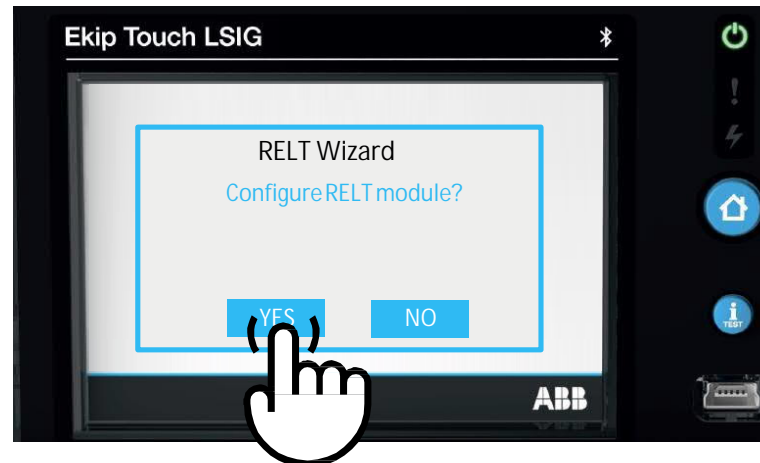 Ekip Touch LSIG
RELT Wizard
Configure RELT module?
YES NO
ABB
i
TEST